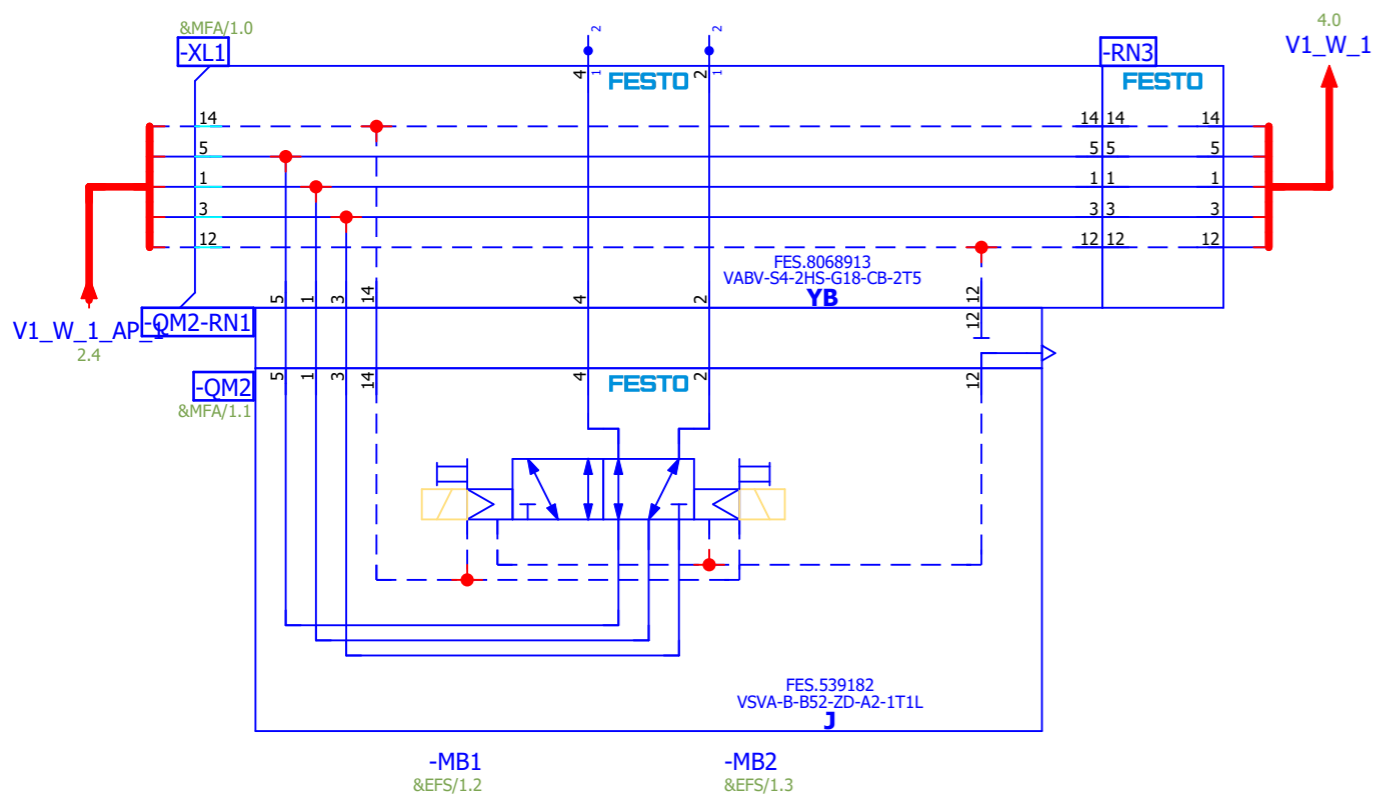 &MFA/1.0
-XL1
2
2
4.0
V1_W_1
-RN3
4
1
FESTO
2
1
FESTO
14
14 14
14
5
5 5
5
1
1 1
1
3
3 3
3
12
12 12
12
FES.8068913
VABV-S4-2HS-G18-CB-2T5
YB
5
1
3
14
4
2
12
V1_W_1_AP_1
2.4
-QM2-RN1
12
-QM2
&MFA/1.1
5
1
3
14
4
FESTO
2
12
FES.539182
VSVA-B-B52-ZD-A2-1T1L
J
-MB1
&EFS/1.2
-MB2
&EFS/1.3